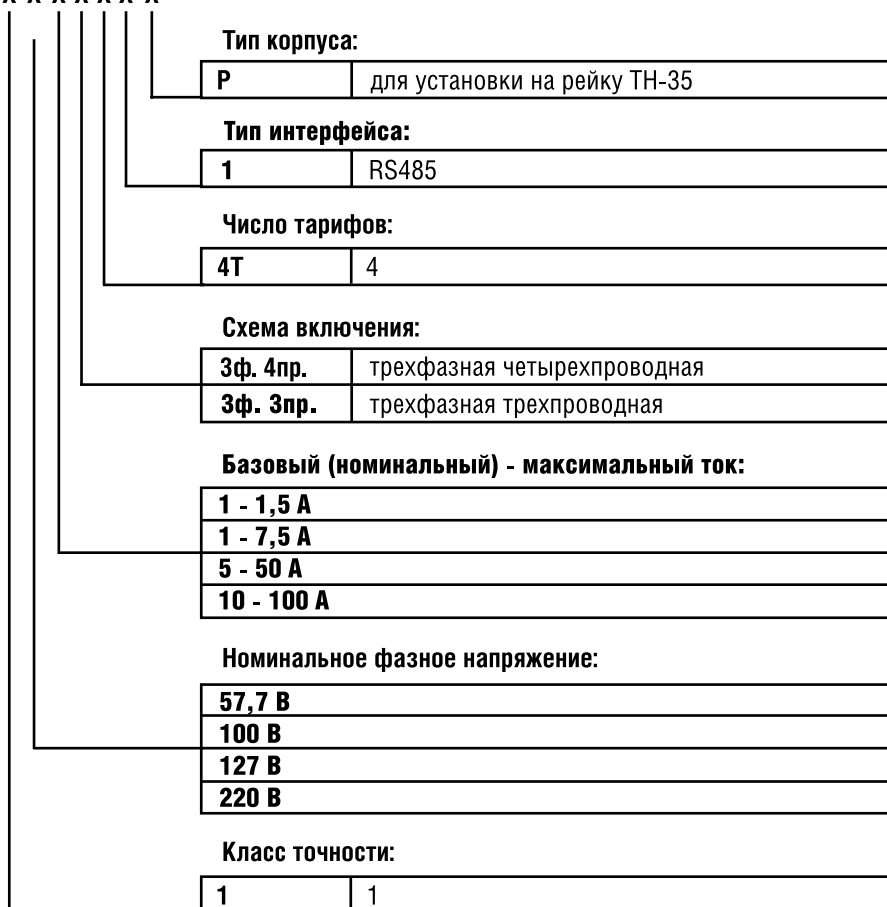 Тип корпуса:
Р для установки на рейку ТН-35
Тип интерфейса:
1 RS485
Число тарифов:
4Т 4
Схема включения:
3ф. 4пр. трехфазная четырехпроводная
3ф. 3пр. трехфазная трехпроводная
Базовый (номинальный) - максимальный ток:
1 - 1,5 А
1 - 7,5 А
5 - 50 А
10 - 100 А
Номинальное фазное напряжение:
57,7 В
100 В
127 В
220 В
Класс точности:
1 1